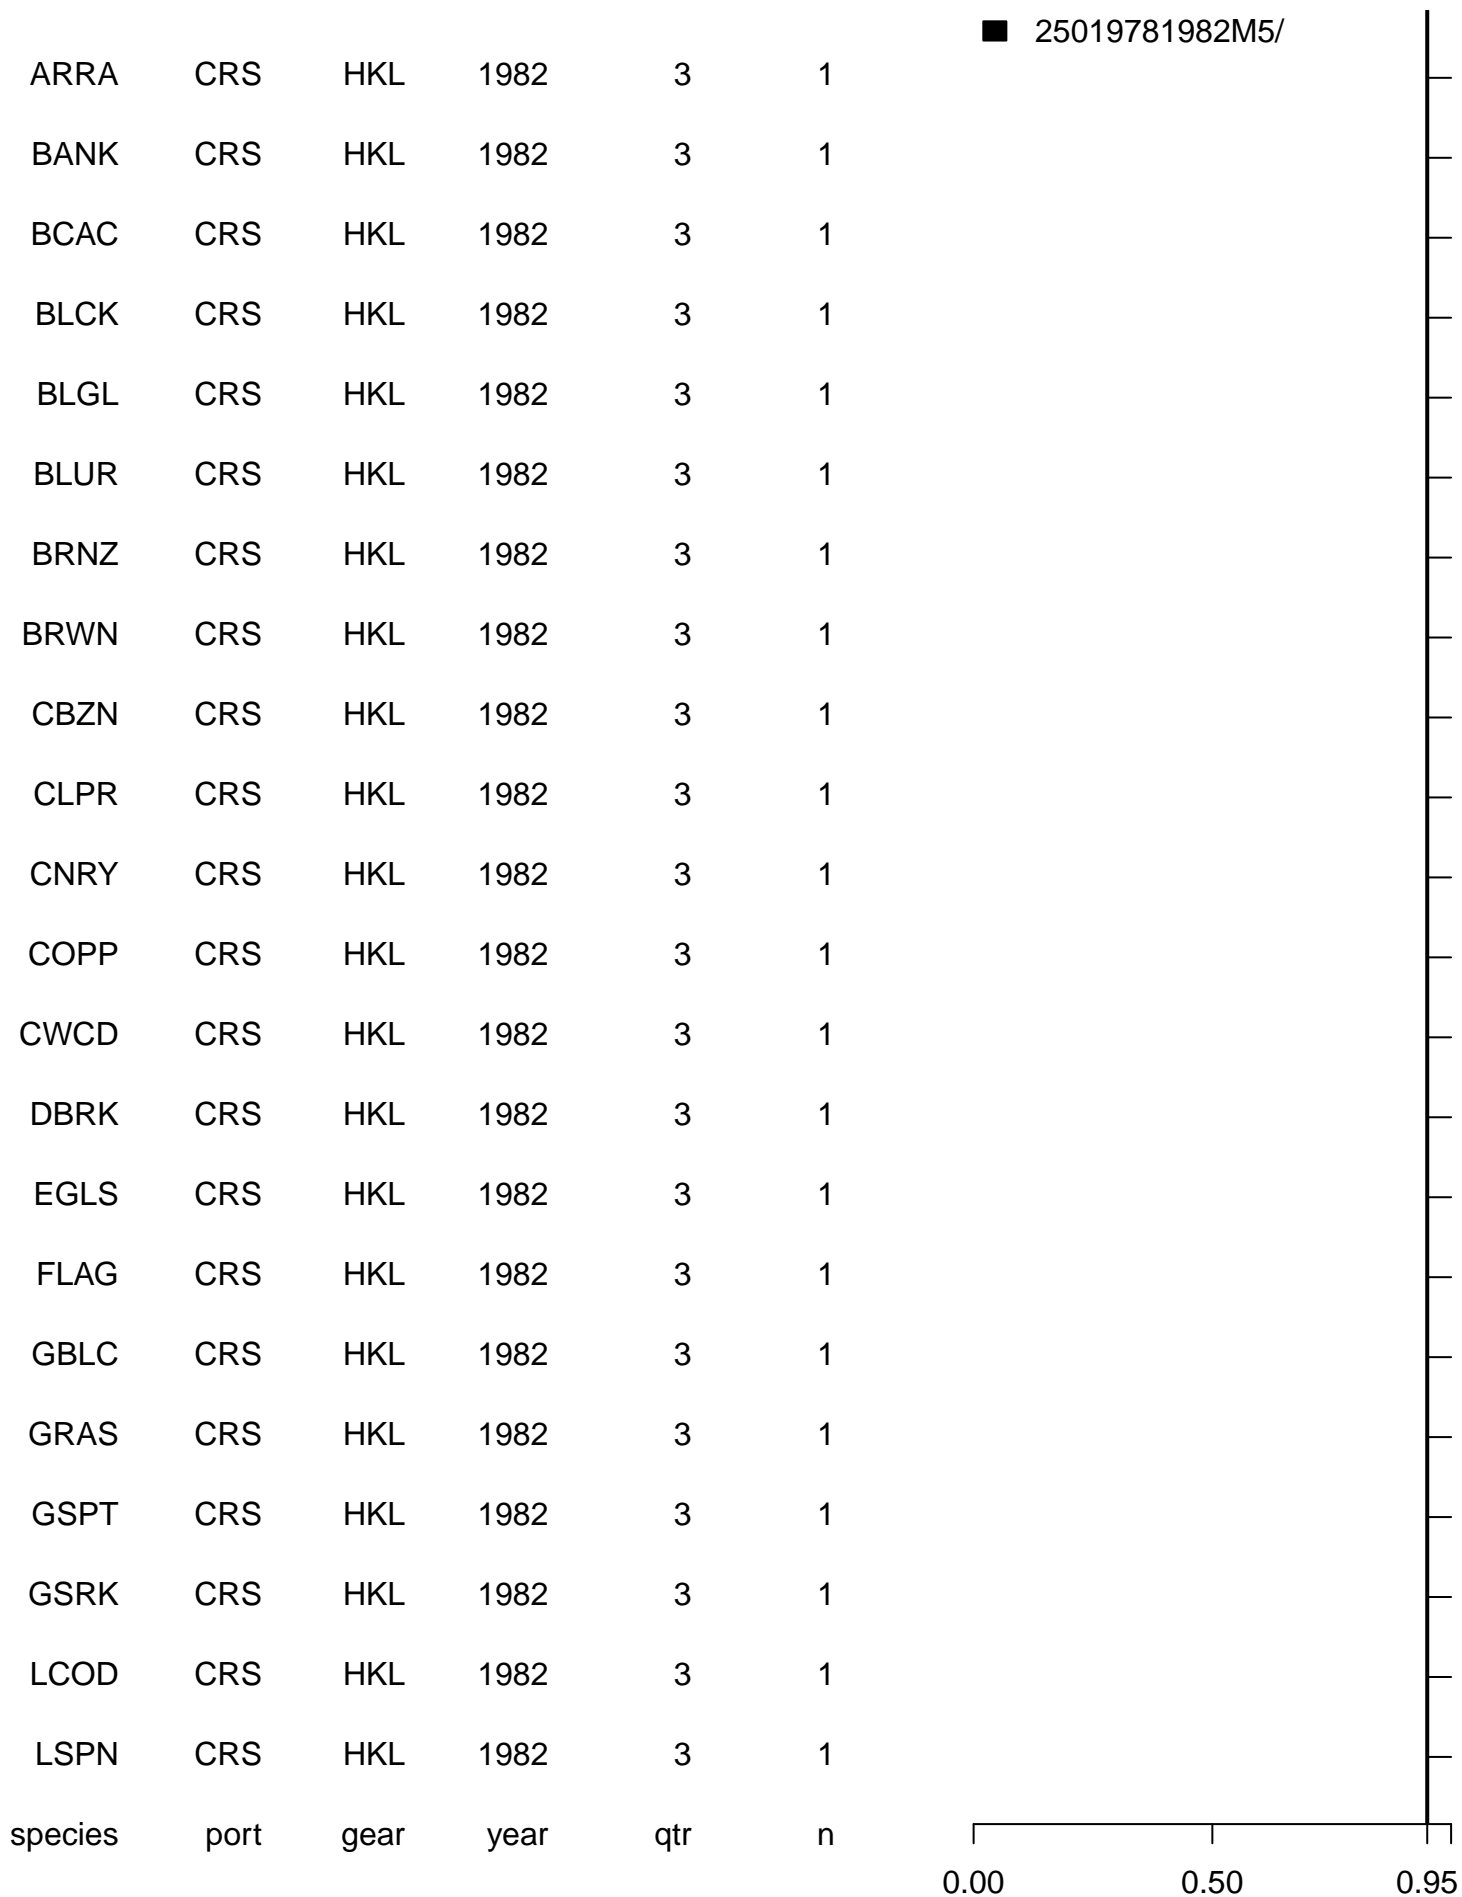 25019781982M5/
ARRA CRS HKL 1982 3 1
BANK CRS HKL 1982 3 1
BCAC CRS HKL 1982 3 1
BLCK CRS HKL 1982 3 1
BLGL CRS HKL 1982 3 1
BLUR CRS HKL 1982 3 1
BRNZ CRS HKL 1982 3 1
BRWN CRS HKL 1982 3 1
CBZN CRS HKL 1982 3 1
CLPR CRS HKL 1982 3 1
CNRY CRS HKL 1982 3 1
COPP CRS HKL 1982 3 1
CWCD CRS HKL 1982 3 1
DBRK CRS HKL 1982 3 1
EGLS CRS HKL 1982 3 1
FLAG CRS HKL 1982 3 1
GBLC CRS HKL 1982 3 1
GRAS CRS HKL 1982 3 1
GSPT CRS HKL 1982 3 1
GSRK CRS HKL 1982 3 1
LCOD CRS HKL 1982 3 1
LSPN CRS HKL 1982 3 1
species port gear year qtr n
0.00 0.50 0.95